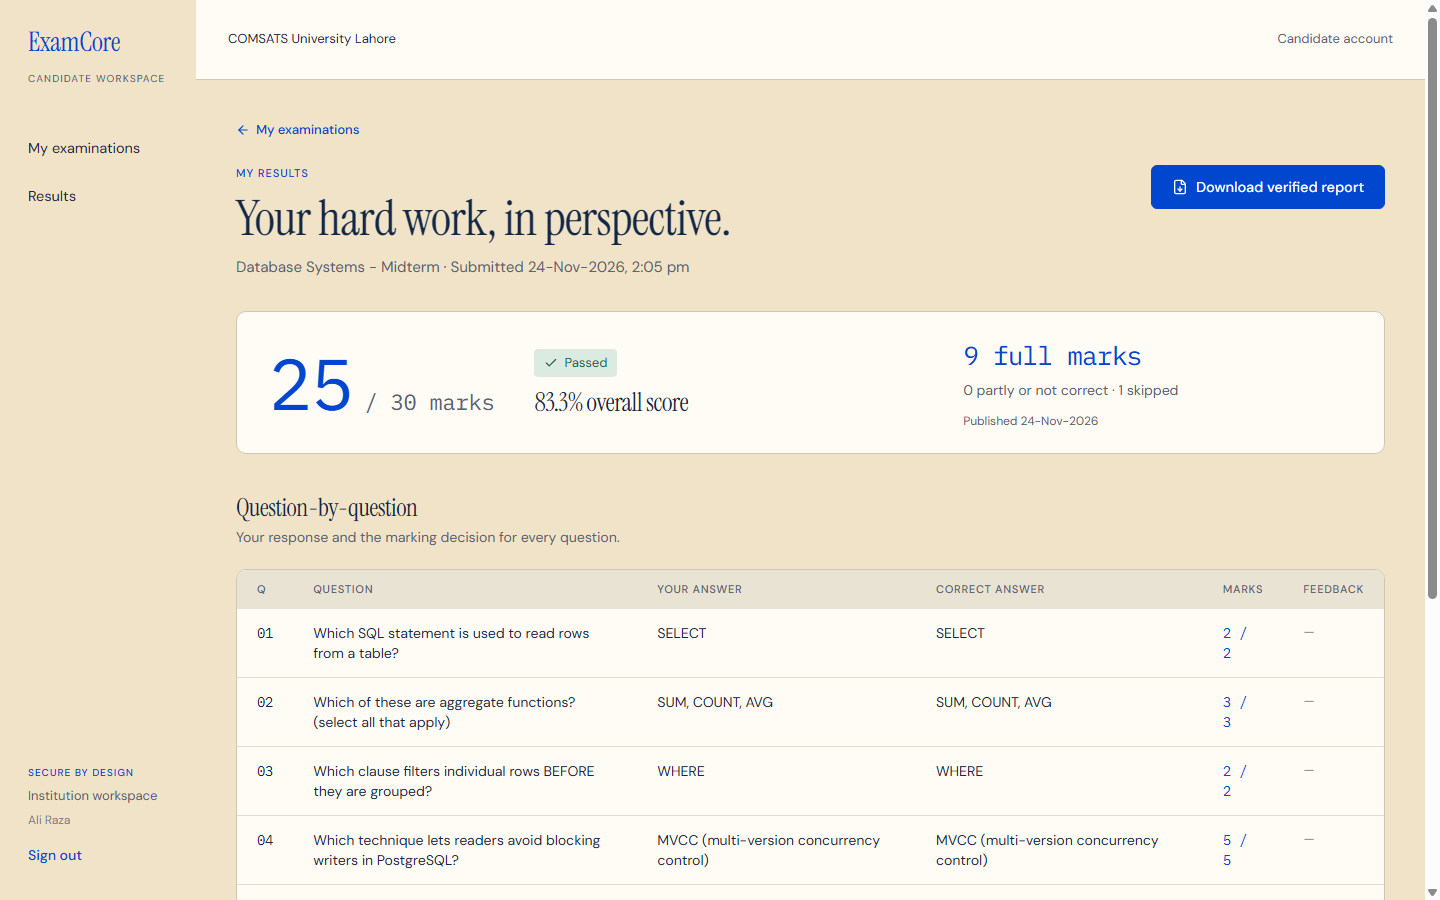 ExamCore
CANDIDATE WORKSPACE
My examinations
Results
SECURE BY DESIGN
Institution workspace
Ali Raza
Sign out
COMSATS University Lahore
Candidate account
← My examinations
MY RESULTS
Your hard work, in perspective.
Database Systems - Midterm · Submitted 24-Nov-2026, 2:05 pm
Download verified report
25 / 30 marks
Passed
83.3% overall score
9 full marks
0 partly or not correct · 1 skipped
Published 24-Nov-2026
Question-by-question
Your response and the marking decision for every question.
Q QUESTION YOUR ANSWER CORRECT ANSWER MARKS FEEDBACK
01 Which SQL statement is used to read rows SELECT SELECT 2 / —
from a table? 2
02 Which of these are aggregate functions? SUM, COUNT, AVG SUM, COUNT, AVG 3 / —
(select all that apply) 3
03 Which clause filters individual rows BEFORE WHERE WHERE 2 / —
they are grouped? 2
04 Which technique lets readers avoid blocking MVCC (multi-version concurrency MVCC (multi-version concurrency 5 / —
writers in PostgreSQL? control) control) 5